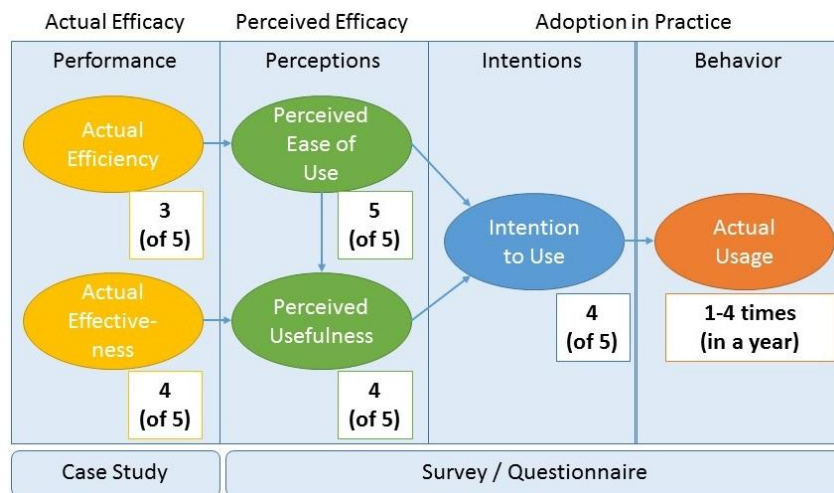 Actual Efficacy
Perceived Efficacy
Adoption in Practice
Performance
Perceptions
Intentions
Behavior
Actual
Efficiency
3
(of 5)
Perceived
Ease of
Use
5
(of 5)
Actual
Effective-
ness
4
(of 5)
Perceived
Usefulness
4
(of 5)
Intention
to Use
4
(of 5)
Actual
Usage
1-4 times
(in a year)
Case Study
Survey / Questionnaire